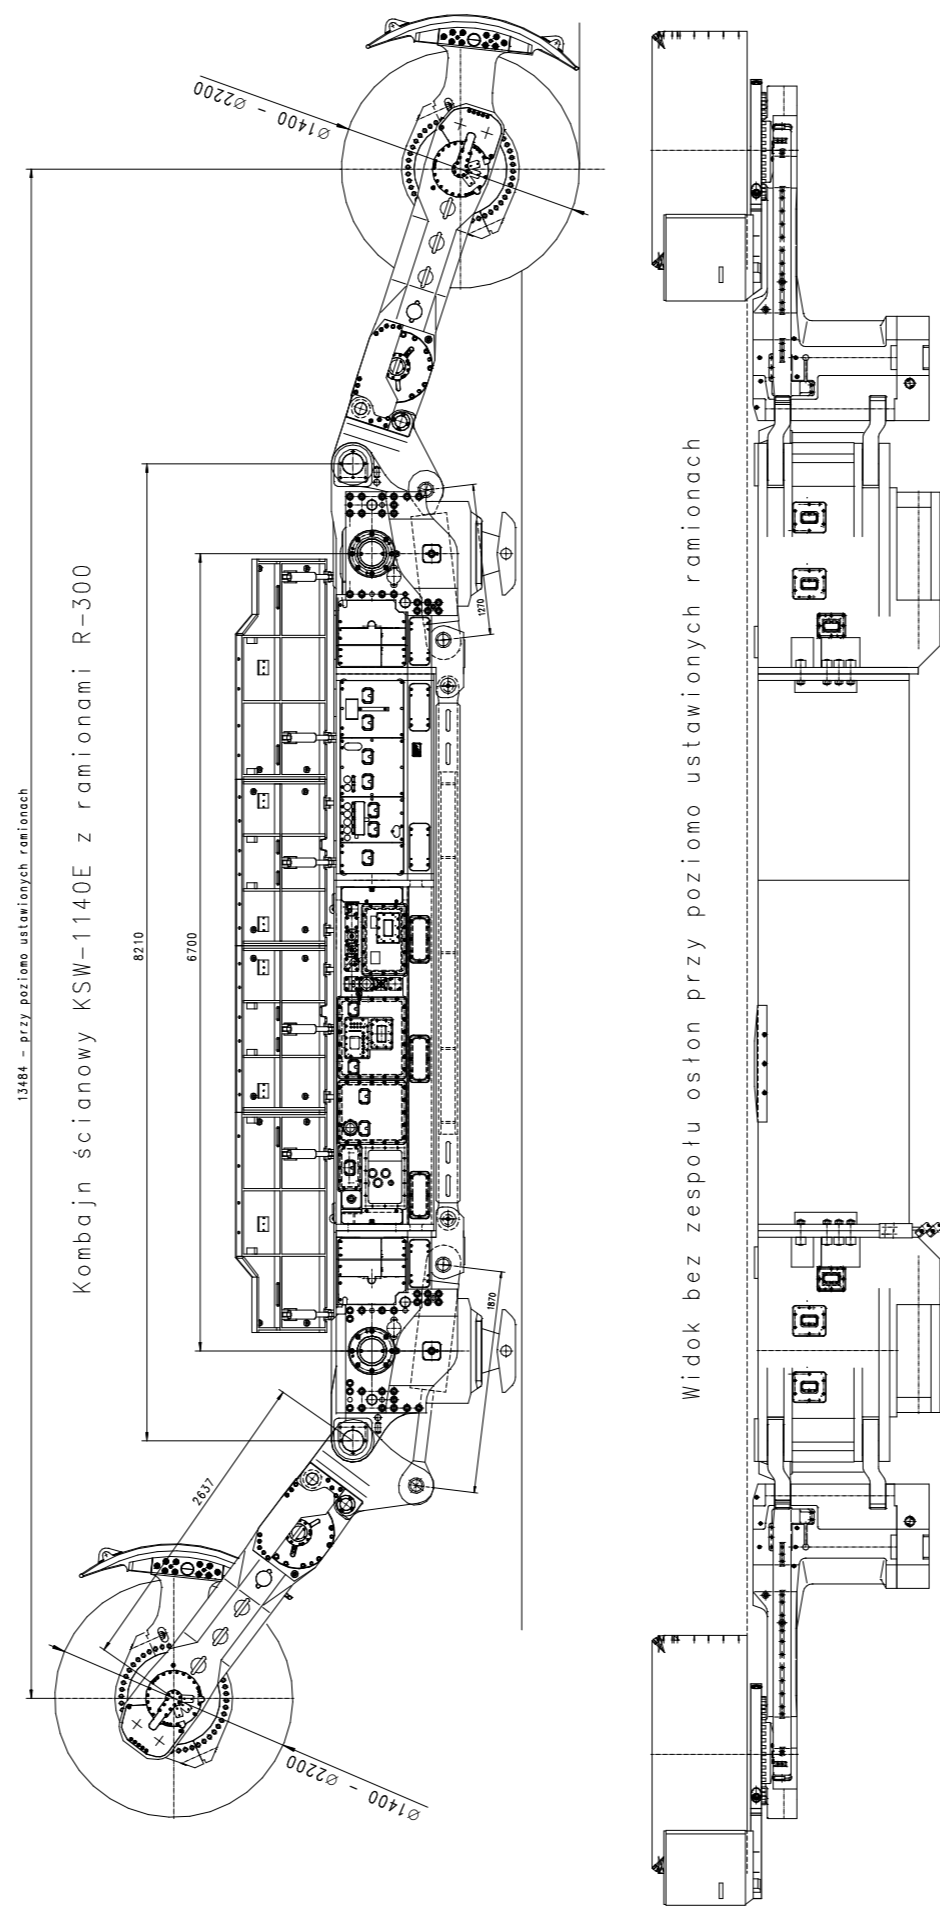 13484 – przy poziomo ustawionych ramionach
Kombajn ścianowy KSW–1140E z ramionami R–300
8210
6700
Ø1400 – Ø2200
1270
1870
2637
Ø1400 – Ø2200
Widok bez zespołu osłon przy poziomo ustawionych ramionach